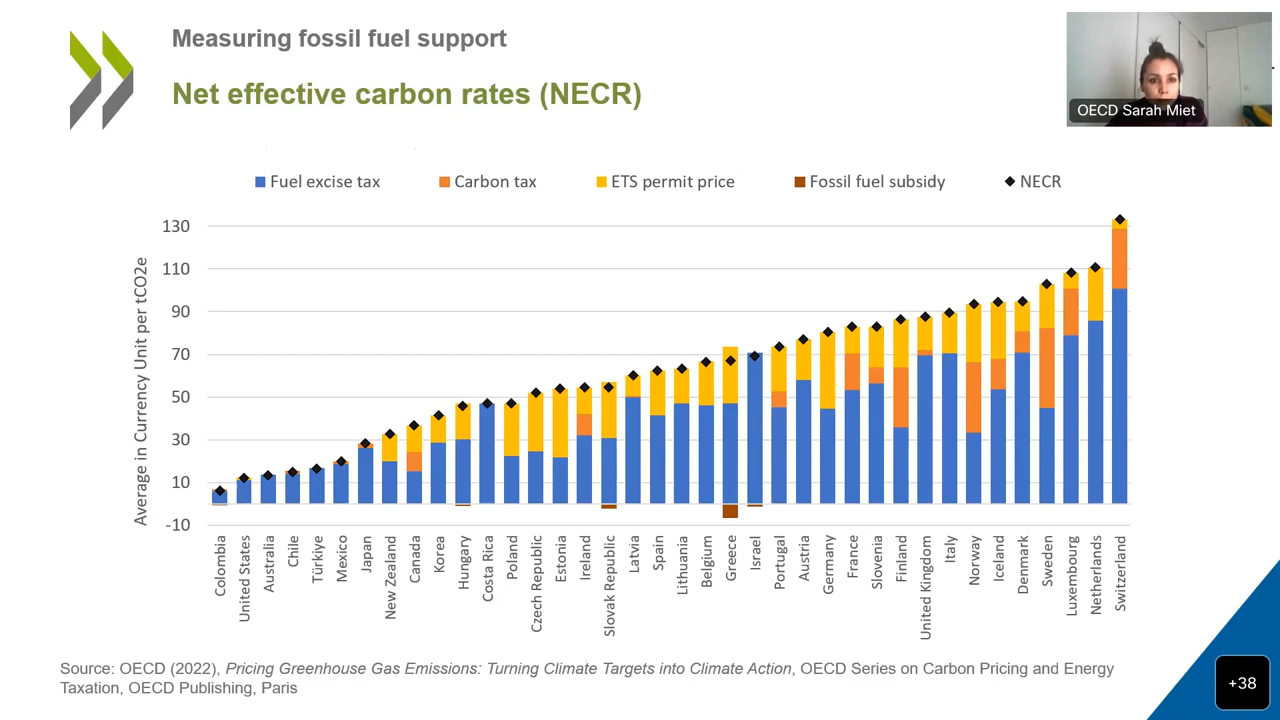 Measuring fossil fuel support
Net effective carbon rates (NECR)
OECD Sarah Miet
Fuel excise tax
Carbon tax
ETS permit price
Fossil fuel subsidy
NECR
Average in Currency Unit per tCO2e
130
110
90
70
50
30
10
-10
Colombia
United States
Australia
Chile
Türkiye
Mexico
Japan
New Zealand
Canada
Korea
Hungary
Costa Rica
Poland
Czech Republic
Estonia
Ireland
Slovak Republic
Latvia
Spain
Lithuania
Belgium
Greece
Israel
Portugal
Austria
Germany
France
Slovenia
Finland
United Kingdom
Italy
Norway
Iceland
Denmark
Sweden
Luxembourg
Netherlands
Switzerland
Source: OECD (2022), Pricing Greenhouse Gas Emissions: Turning Climate Targets into Climate Action, OECD Series on Carbon Pricing and Energy
Taxation, OECD Publishing, Paris
+38